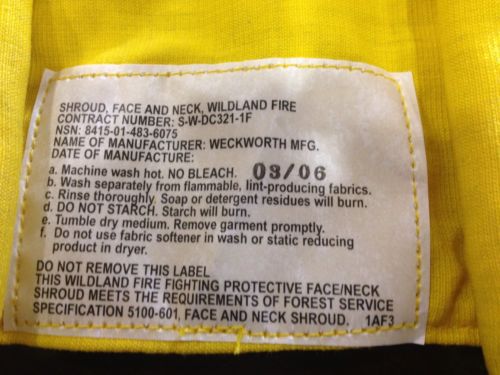 SHROUD, FACE AND NECK, WILDLAND FIRE
CONTRACT NUMBER: S-W-DC321-1F
NSN: 8415-01-483-6075
NAME OF MANUFACTURER: WECKWORTH MFG.
DATE OF MANUFACTURE: 03/06
a. Machine wash hot. NO BLEACH.
b. Wash separately from flammable, lint-producing fabrics.
c. Rinse thoroughly. Soap or detergent residues will burn.
d. DO NOT STARCH. Starch will burn.
e. Tumble dry medium. Remove garment promptly.
f. Do not use fabric softener in wash or static reducing
product in dryer.
DO NOT REMOVE THIS LABEL
THIS WILDLAND FIRE FIGHTING PROTECTIVE FACE/NECK
SHROUD MEETS THE REQUIREMENTS OF FOREST SERVICE
SPECIFICATION 5100-601, FACE AND NECK SHROUD. 1AF3